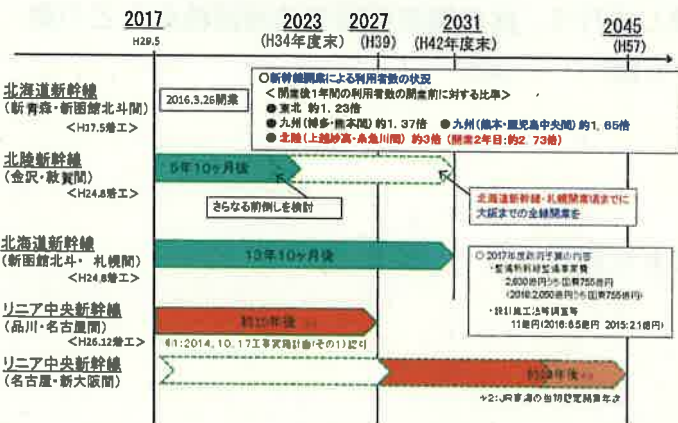 2017
H29.5
2023
(H34年度末)
2027
(H39)
2031
(H42年度末)
2045
(H57)
北海道新幹線
(新青森・新函館北斗間)
<H17.5着工>
2016.3.26開業
○新幹線開業による利用者数の状況
<開業後1年間の利用者数の開業前に対する比率>
●東北 約1.23倍
●九州(博多・熊本間) 約1.37倍 ●九州(熊本・鹿児島中央間) 約1.65倍
●北陸(上越妙高・糸魚川間) 約3倍 (開業2年目:約2.73倍)
北陸新幹線
(金沢・敦賀間)
<H24.8着工>
5年10ヶ月後
さらなる前倒しを検討
北海道新幹線・札幌開業頃までに
大阪までの全線開業を
北海道新幹線
(新函館北斗・札幌間)
<H24.8着工>
13年10ヶ月後
○2017年度政府予算の内容
・整備新幹線整備事業費
2,630億円うち国費755億円
(2016:2,050億円うち国費755億円)
・設計施工法等調査等
11億円(2016:8.5億円 2015:2.1億円)
リニア中央新幹線
(品川・名古屋間)
<H26.12着工>
約10年後
※1:2014.10.17工事実施計画(その1)認可
リニア中央新幹線
(名古屋・新大阪間)
年後
※2:JR東海の当初想定開業年次